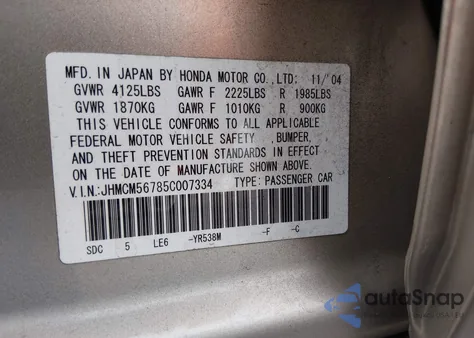 MFD. IN JAPAN BY HONDA MOTOR CO., LTD: 11/'04
GVWR 4125LBS GAWR F 2225LBS R 1985LBS
GVWR 1870KG GAWR F 1010KG R 900KG
THIS VEHICLE CONFORMS TO ALL APPLICABLE
FEDERAL MOTOR VEHICLE SAFETY ,BUMPER,
AND THEFT PREVENTION STANDARDS IN EFFECT
ON THE DATE OF MANUFACTURE SHOWN ABOVE.
V.I.N.:JHMCM56785C007334 TYPE: PASSENGER CAR
SDC 5 LE6 -YR538M -F -C
autoSnap